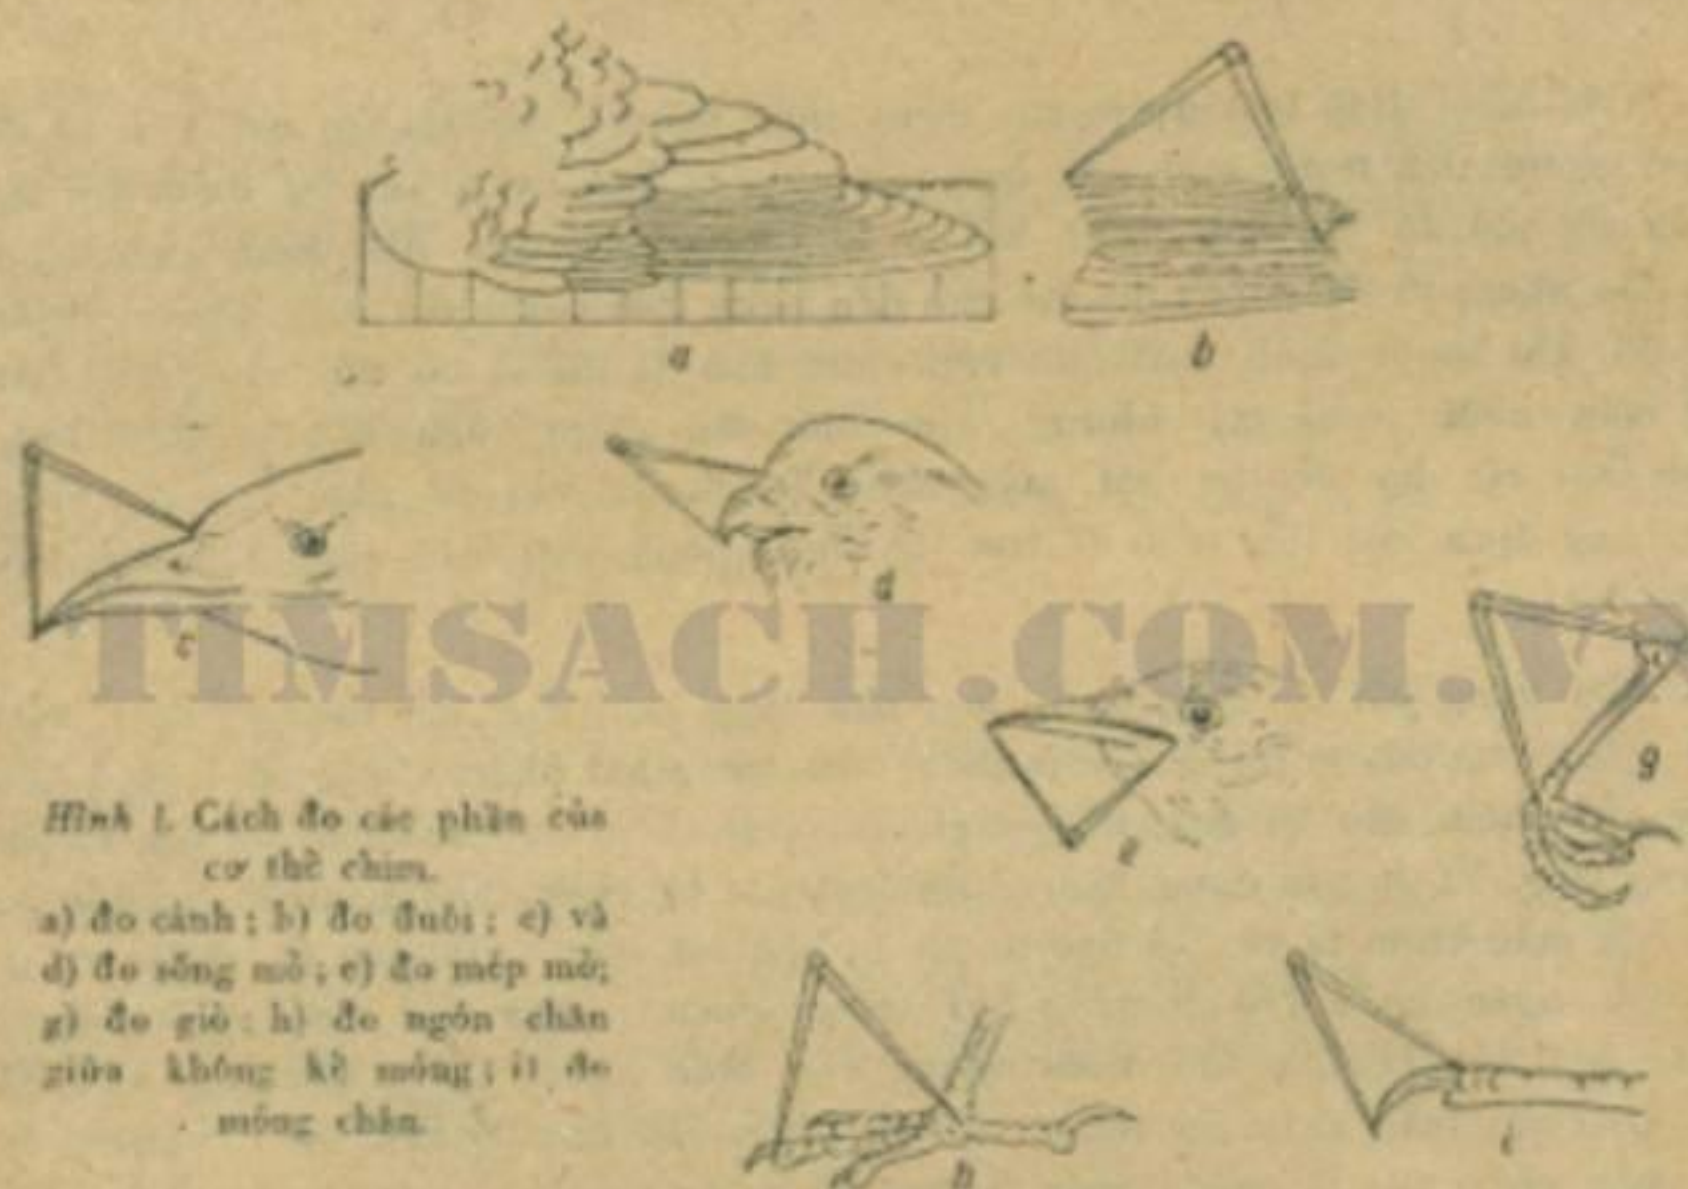 a
b
c
d
TIMSACH.COM.V
e
g
Hình 1. Cách đo các phần của
cơ thể chim.
a) đo cánh ; b) đo đuôi ; c) và
d) đo sống mỏ ; e) đo mép mỏ;
g) đo giò ; h) đo ngón chân
giữa không kể móng ; i) đo
móng chân.
h
i